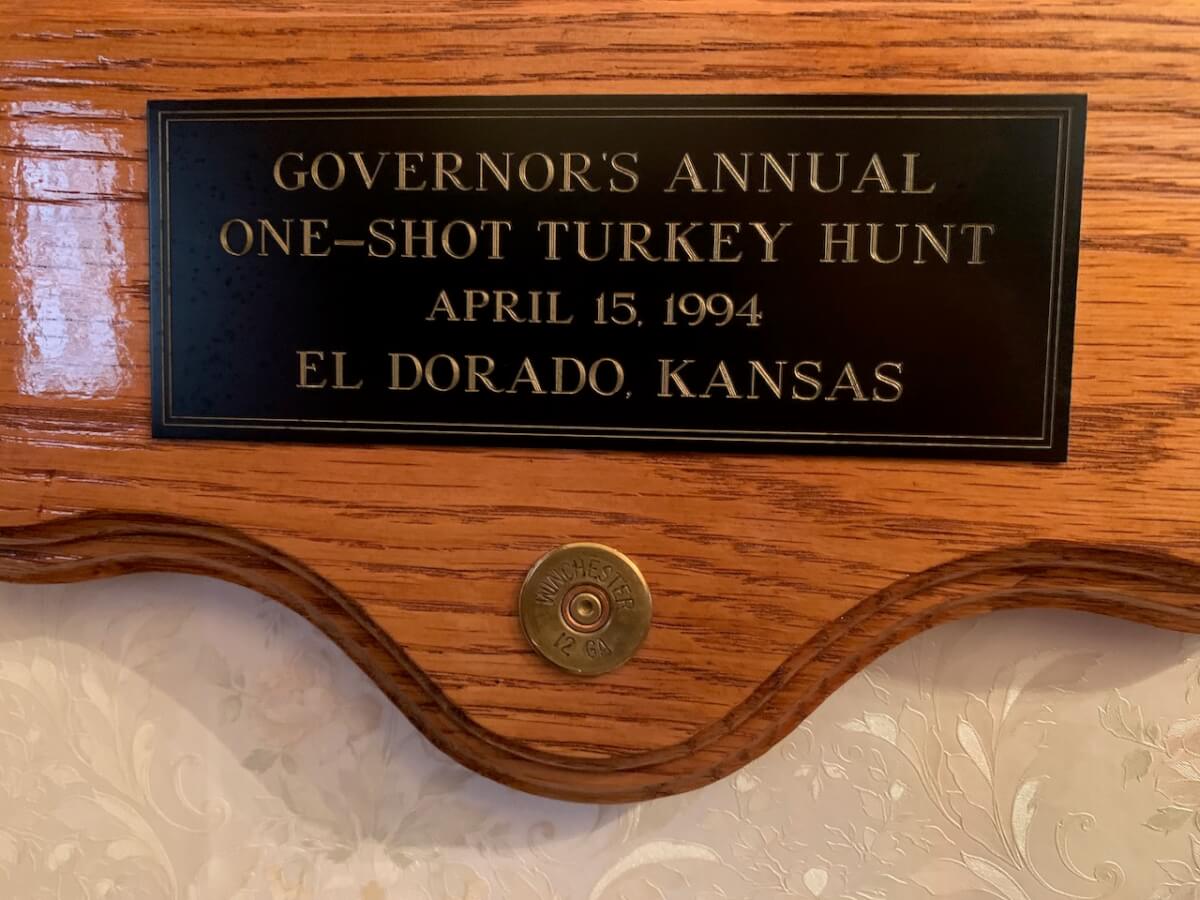 GOVERNOR'S ANNUAL
ONE-SHOT TURKEY HUNT
APRIL 15, 1994
EL DORADO, KANSAS
WINCHESTER
12 GA